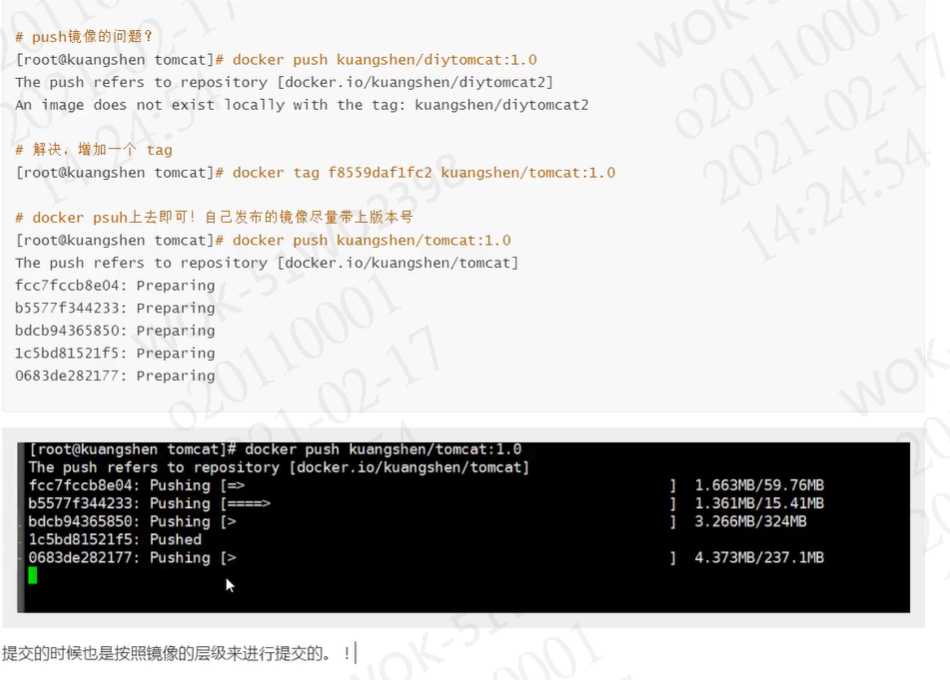 # push镜像的问题?
[root@kuangshen tomcat]# docker push kuangshen/diytomcat:1.0
The push refers to repository [docker.io/kuangshen/diytomcat2]
An image does not exist locally with the tag: kuangshen/diytomcat2
# 解决，增加一个 tag
[root@kuangshen tomcat]# docker tag f8559daf1fc2 kuangshen/tomcat:1.0
# docker psuh上去即可！自己发布的镜像尽量带上版本号
[root@kuangshen tomcat]# docker push kuangshen/tomcat:1.0
The push refers to repository [docker.io/kuangshen/tomcat]
fcc7fccb8e04: Preparing
b5577f344233: Preparing
bdcb94365850: Preparing
1c5bd81521f5: Preparing
0683de282177: Preparing
[root@kuangshen tomcat]# docker push kuangshen/tomcat:1.0
The push refers to repository [docker.io/kuangshen/tomcat]
fcc7fccb8e04: Pushing [=> ] 1.663MB/59.76MB
b5577f344233: Pushing [====> ] 1.361MB/15.41MB
bdcb94365850: Pushing [> ] 3.266MB/324MB
1c5bd81521f5: Pushed
0683de282177: Pushing [> ] 4.373MB/237.1MB
提交的时候也是按照镜像的层级来进行提交的。！
o20110001
2021-02-17
14:24:54